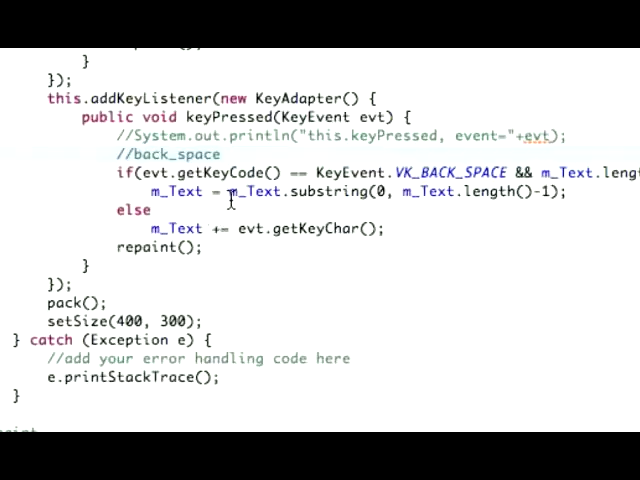 }
});
this.addKeyListener(new KeyAdapter() {
public void keyPressed(KeyEvent evt) {
//System.out.println("this.keyPressed, event="+evt);
//back_space
if(evt.getKeyCode() == KeyEvent.VK_BACK_SPACE && m_Text.leng
m_Text = m_Text.substring(0, m_Text.length()-1);
else
m_Text += evt.getKeyChar();
repaint();
}
});
pack();
setSize(400, 300);
} catch (Exception e) {
//add your error handling code here
e.printStackTrace();
}